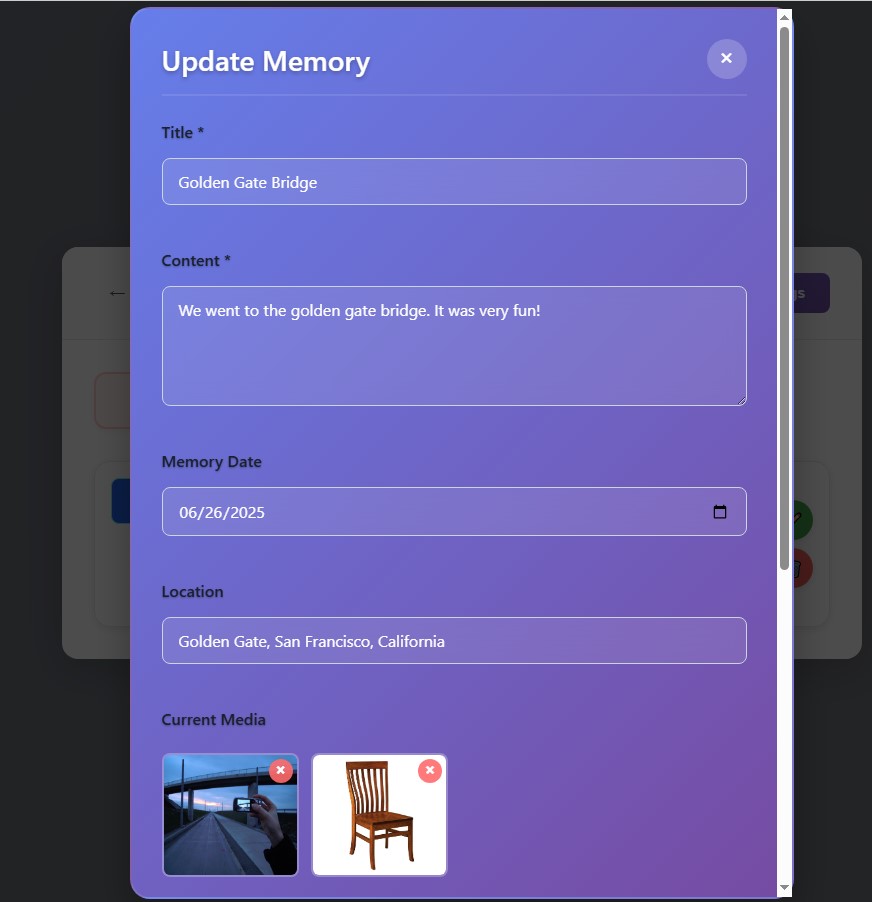 Update Memory
Title *
Golden Gate Bridge
Content *
We went to the golden gate bridge. It was very fun!
Memory Date
06/26/2025
Location
Golden Gate, San Francisco, California
Current Media